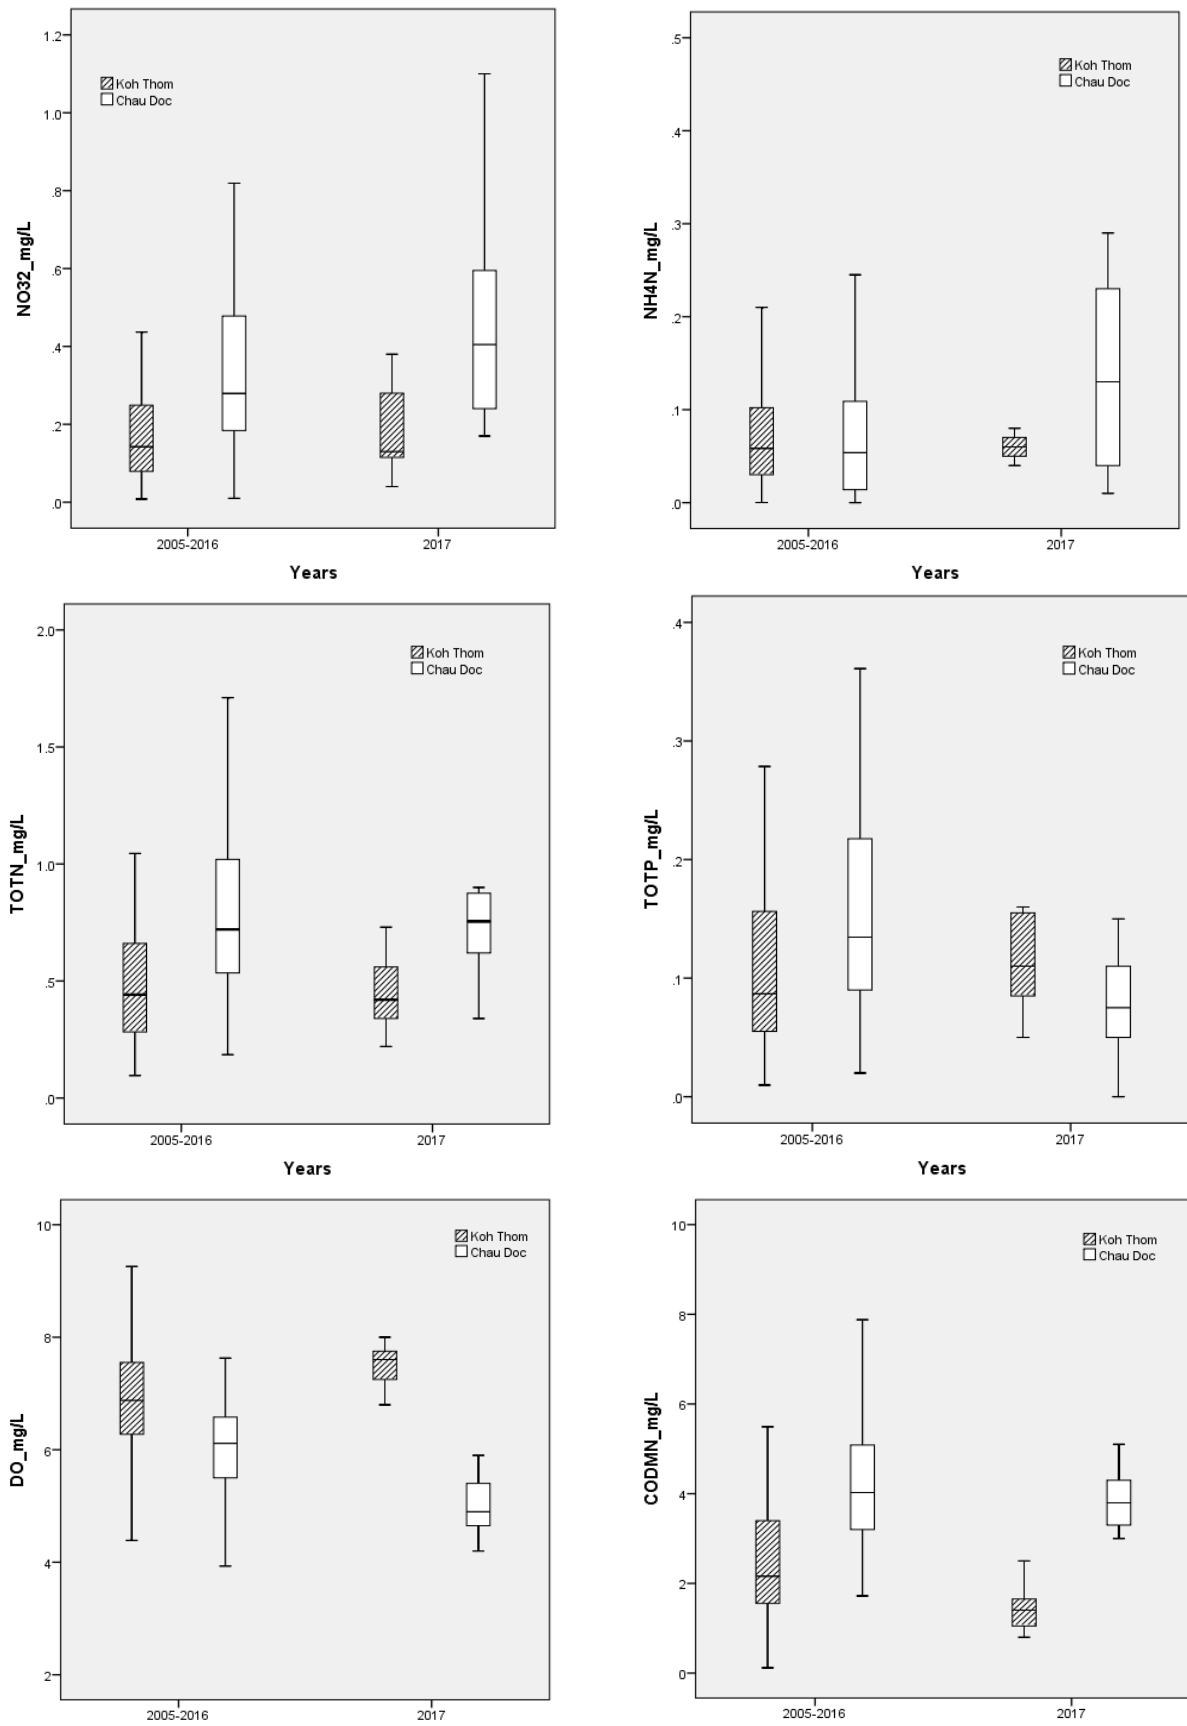 NO32_mg/L
1.2
1.0
.8
.6
.4
.2
.0
Koh Thom
Chau Doc
2005-2016
2017
Years
NH4N_mg/L
.5
.4
.3
.2
.1
.0
Koh Thom
Chau Doc
2005-2016
2017
Years
TOTN_mg/L
2.0
1.5
1.0
.5
.0
Koh Thom
Chau Doc
2005-2016
2017
Years
TOTP_mg/L
.4
.3
.2
.1
.0
Koh Thom
Chau Doc
2005-2016
2017
Years
DO_mg/L
10
8
6
4
2
Koh Thom
Chau Doc
2005-2016
2017
CODMN_mg/L
10
8
6
4
2
0
Koh Thom
Chau Doc
2005-2016
2017